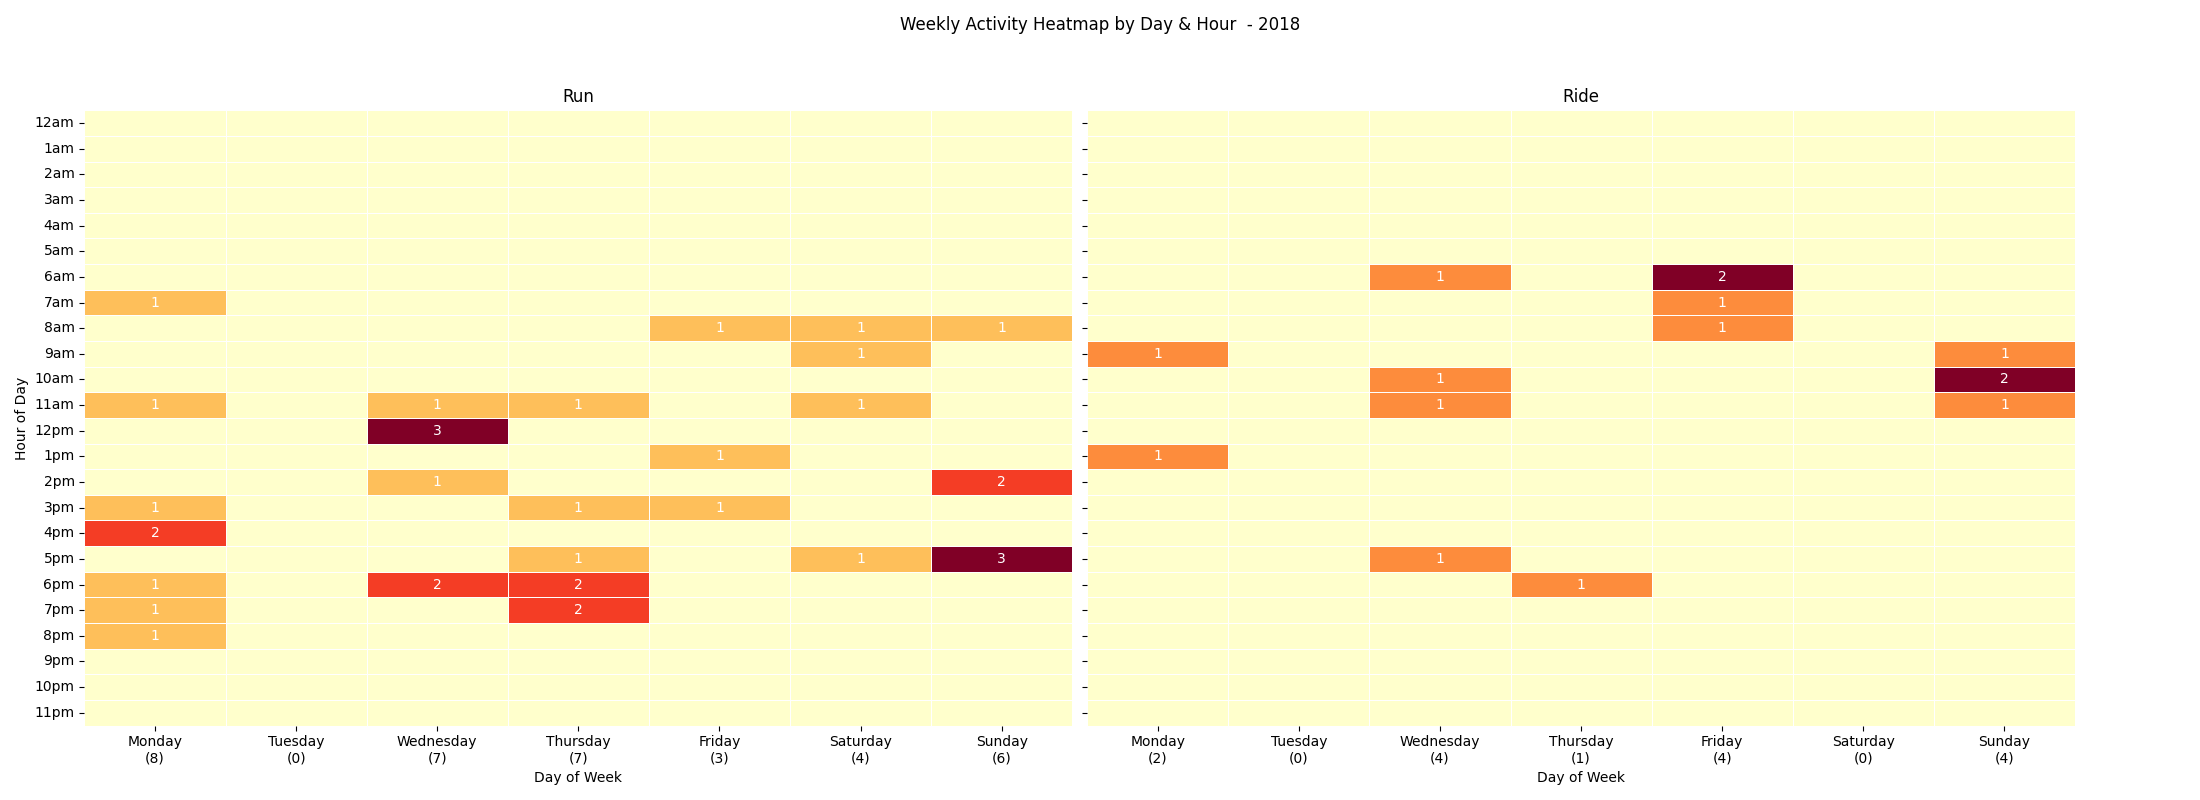 Weekly Activity Heatmap by Day & Hour  - 2018
Run
Ride
Hour of Day
12am
1am
2am
3am
4am
5am
6am 1 2
7am 1 1
8am 1 1 1 1
9am 1 1 1
10am 1 2
11am 1 1 1 1 1 1
12pm 3
1pm 1 1
2pm 1 2
3pm 1 1 1
4pm 2
5pm 1 1 3 1
6pm 1 2 2 1
7pm 1 2
8pm 1
9pm
10pm
11pm
Monday Tuesday Wednesday Thursday Friday Saturday Sunday Monday Tuesday Wednesday Thursday Friday Saturday Sunday
(8) (0) (7) (7) (3) (4) (6) (2) (0) (4) (1) (4) (0) (4)
Day of Week Day of Week